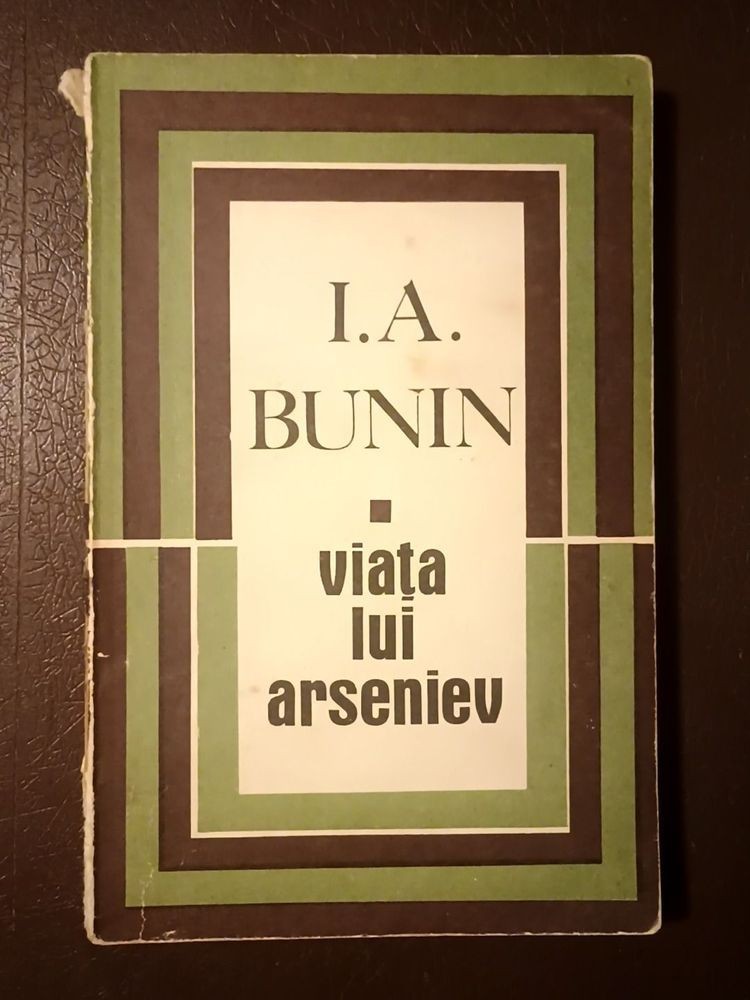 I.A.
BUNIN
viața
lui
arseniev